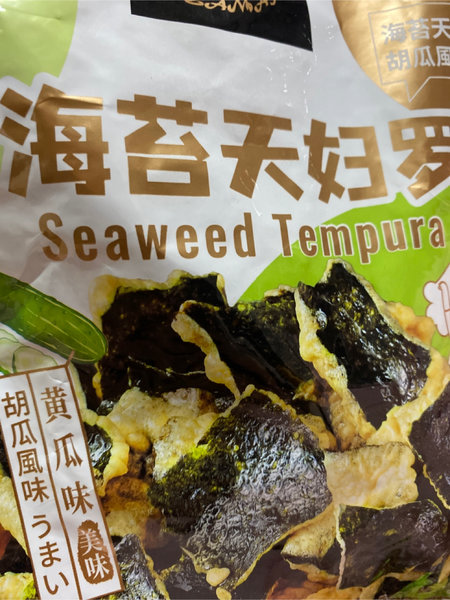 海苔天
胡瓜風
海苔天妇罗
Seaweed Tempura
黄瓜味
美味
胡瓜風味うまい